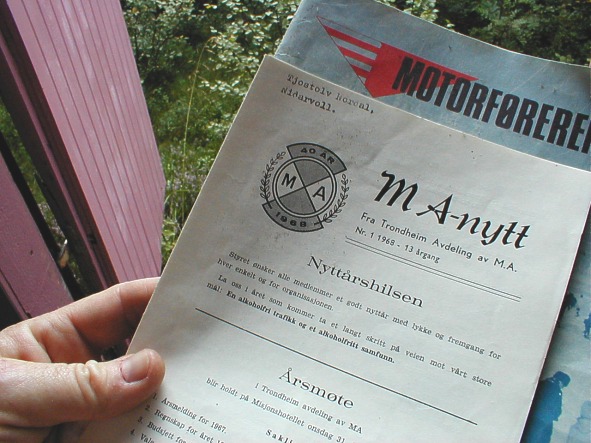 MOTORFØREREN
Tjostolv Nordal,
Nidarvoll.
40 ÅR
M A
1968
MA-nytt
Fra Trondheim Avdeling av M.A.
Nr. 1 1968 - 13 årgang
Nyttårshilsen
Styret ønsker alle medlemmer et godt nyttår med lykke og fremgang for
hver enkelt og for organisasjonen.
La oss i året som kommer ta et langt skritt på veien mot vårt store
mål: En alkoholfri trafikk og et alkoholfritt samfunn.
Årsmøte
i Trondheim avdeling av MA
blir holdt på Misjonshotellet onsdag 31.
1. Årsmelding for 1967.
2. Regnskap for året
4. Budsjett for